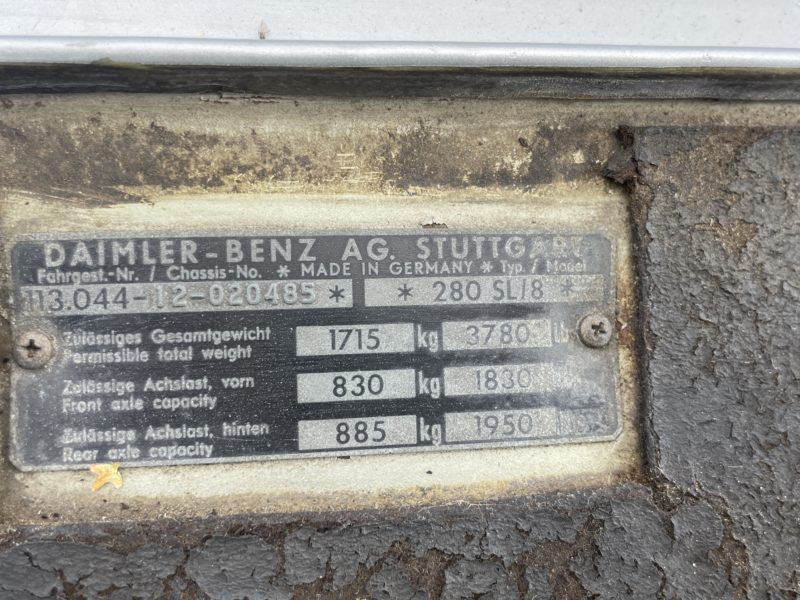 DAIMLER-BENZ AG. STUTTGART
Fahrgest.-Nr. / Chassis-No. * MADE IN GERMANY * Typ / Model
113.044-12-020485 * * 280 SL/8 *
Zulässiges Gesamtgewicht
Permissible total weight
1715 kg 3780
Zulässige Achslast, vorn
Front axle capacity
830 kg 1830
Zulässige Achslast, hinten
Rear axle capacity
885 kg 1950